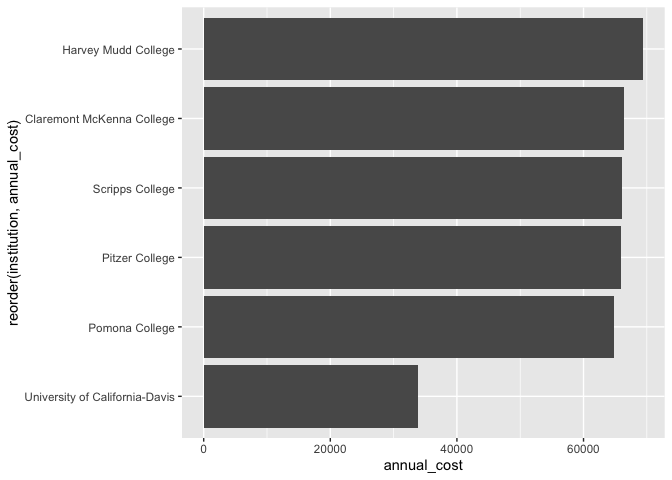 reorder(institution, annual_cost)
Harvey Mudd College
Claremont McKenna College
Scripps College
Pitzer College
Pomona College
University of California-Davis
0 20000 40000 60000
annual_cost